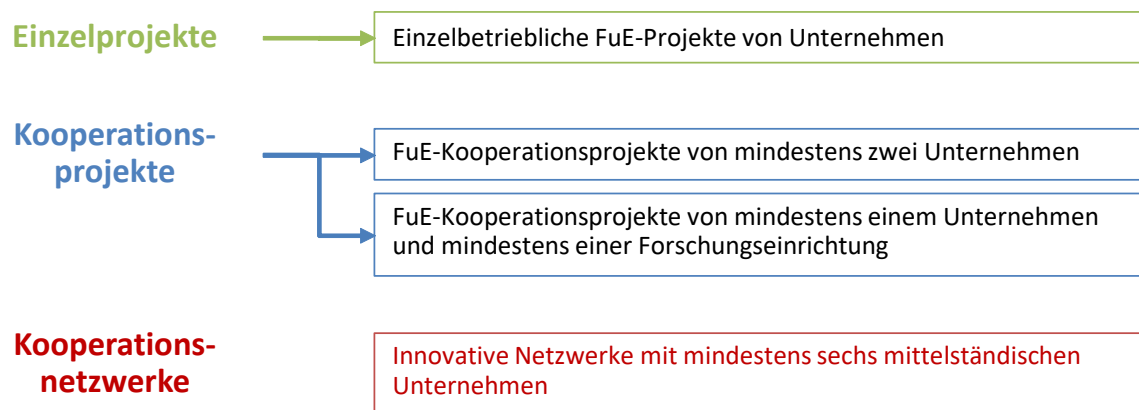 Einzelprojekte
Einzelbetriebliche FuE-Projekte von Unternehmen
Kooperations-
projekte
FuE-Kooperationsprojekte von mindestens zwei Unternehmen
FuE-Kooperationsprojekte von mindestens einem Unternehmen
und mindestens einer Forschungseinrichtung
Kooperations-
netzwerke
Innovative Netzwerke mit mindestens sechs mittelständischen
Unternehmen